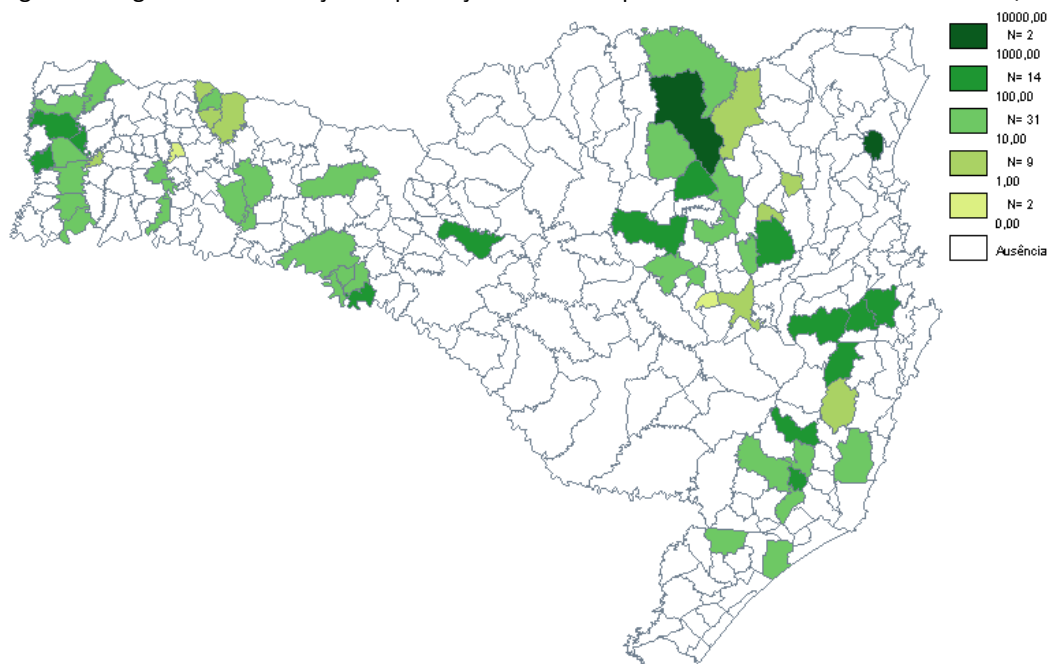 10000,00
N= 2
1000,00
N= 14
100,00
N= 31
10,00
N= 9
1,00
N= 2
0,00
Ausência